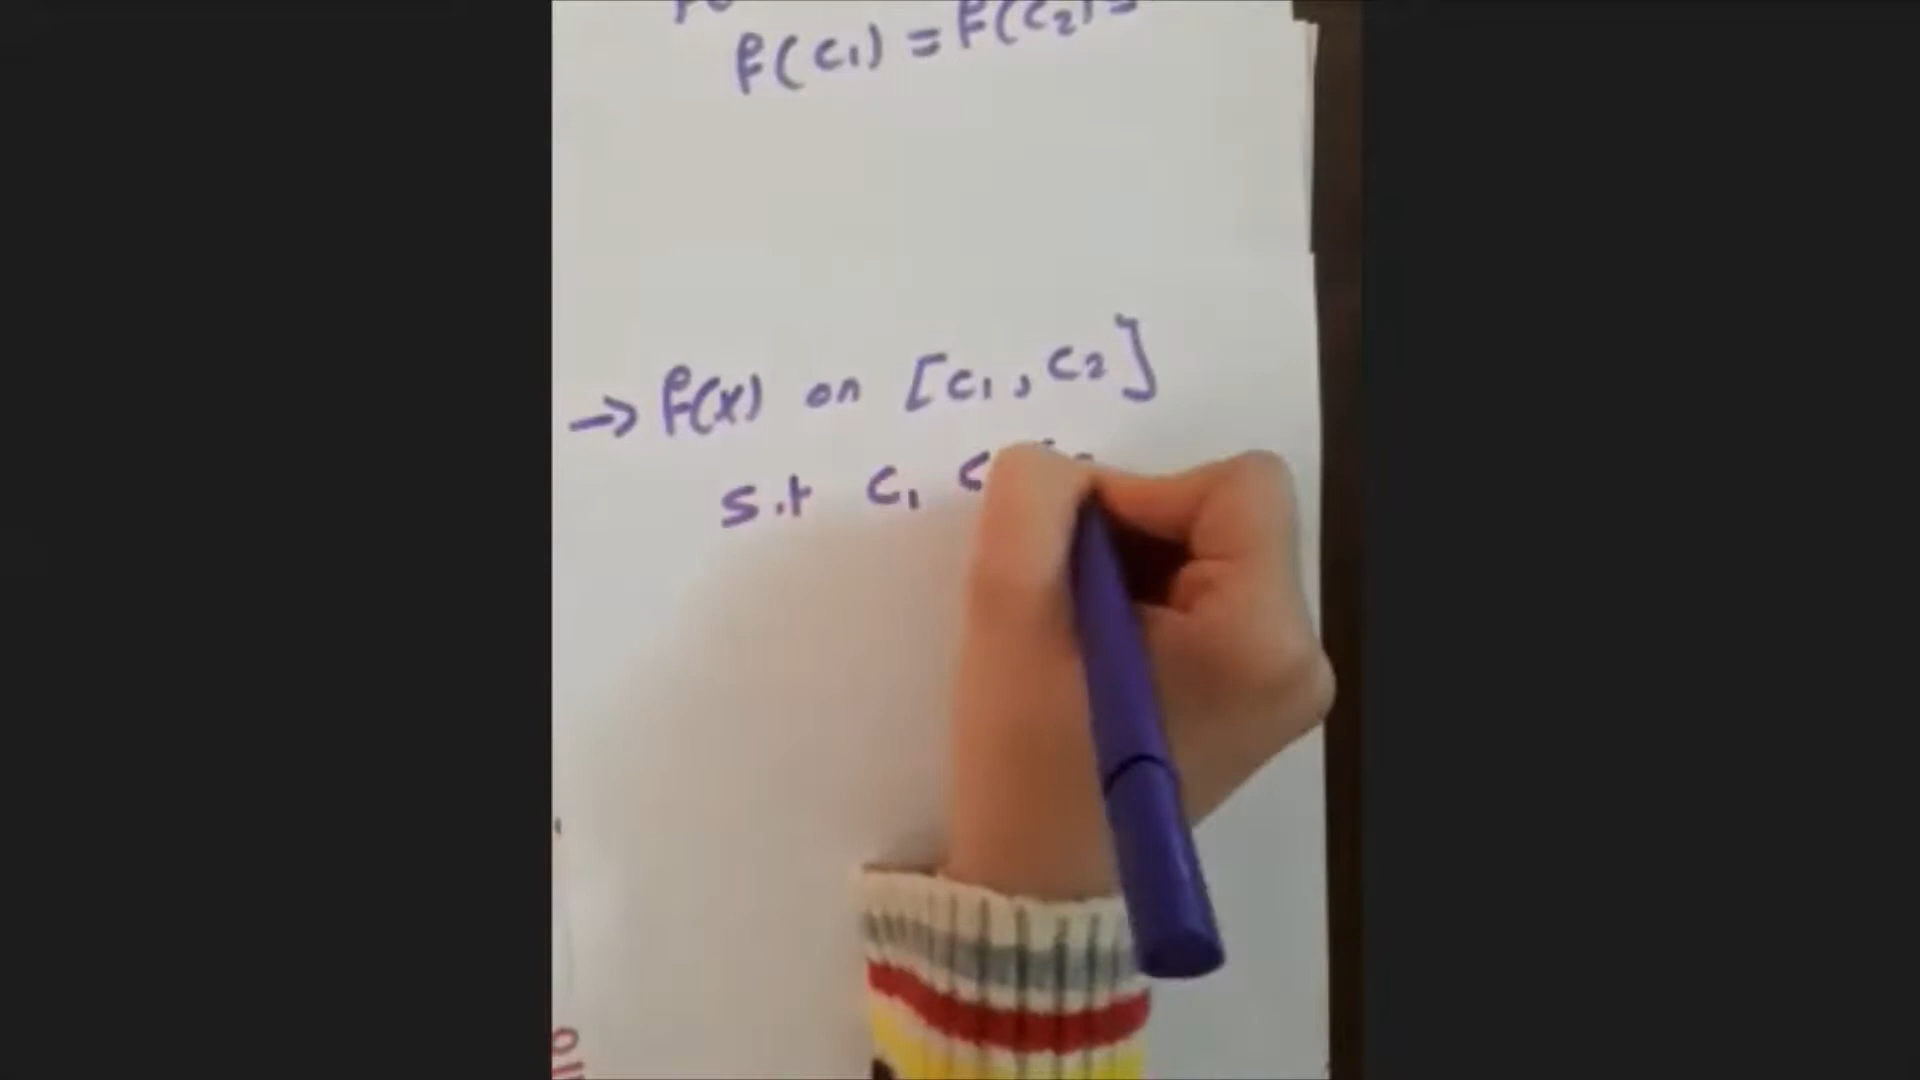 f(c₁) = f(c₂) =
→ f(x) on [c₁, c₂]
s.t c₁ <